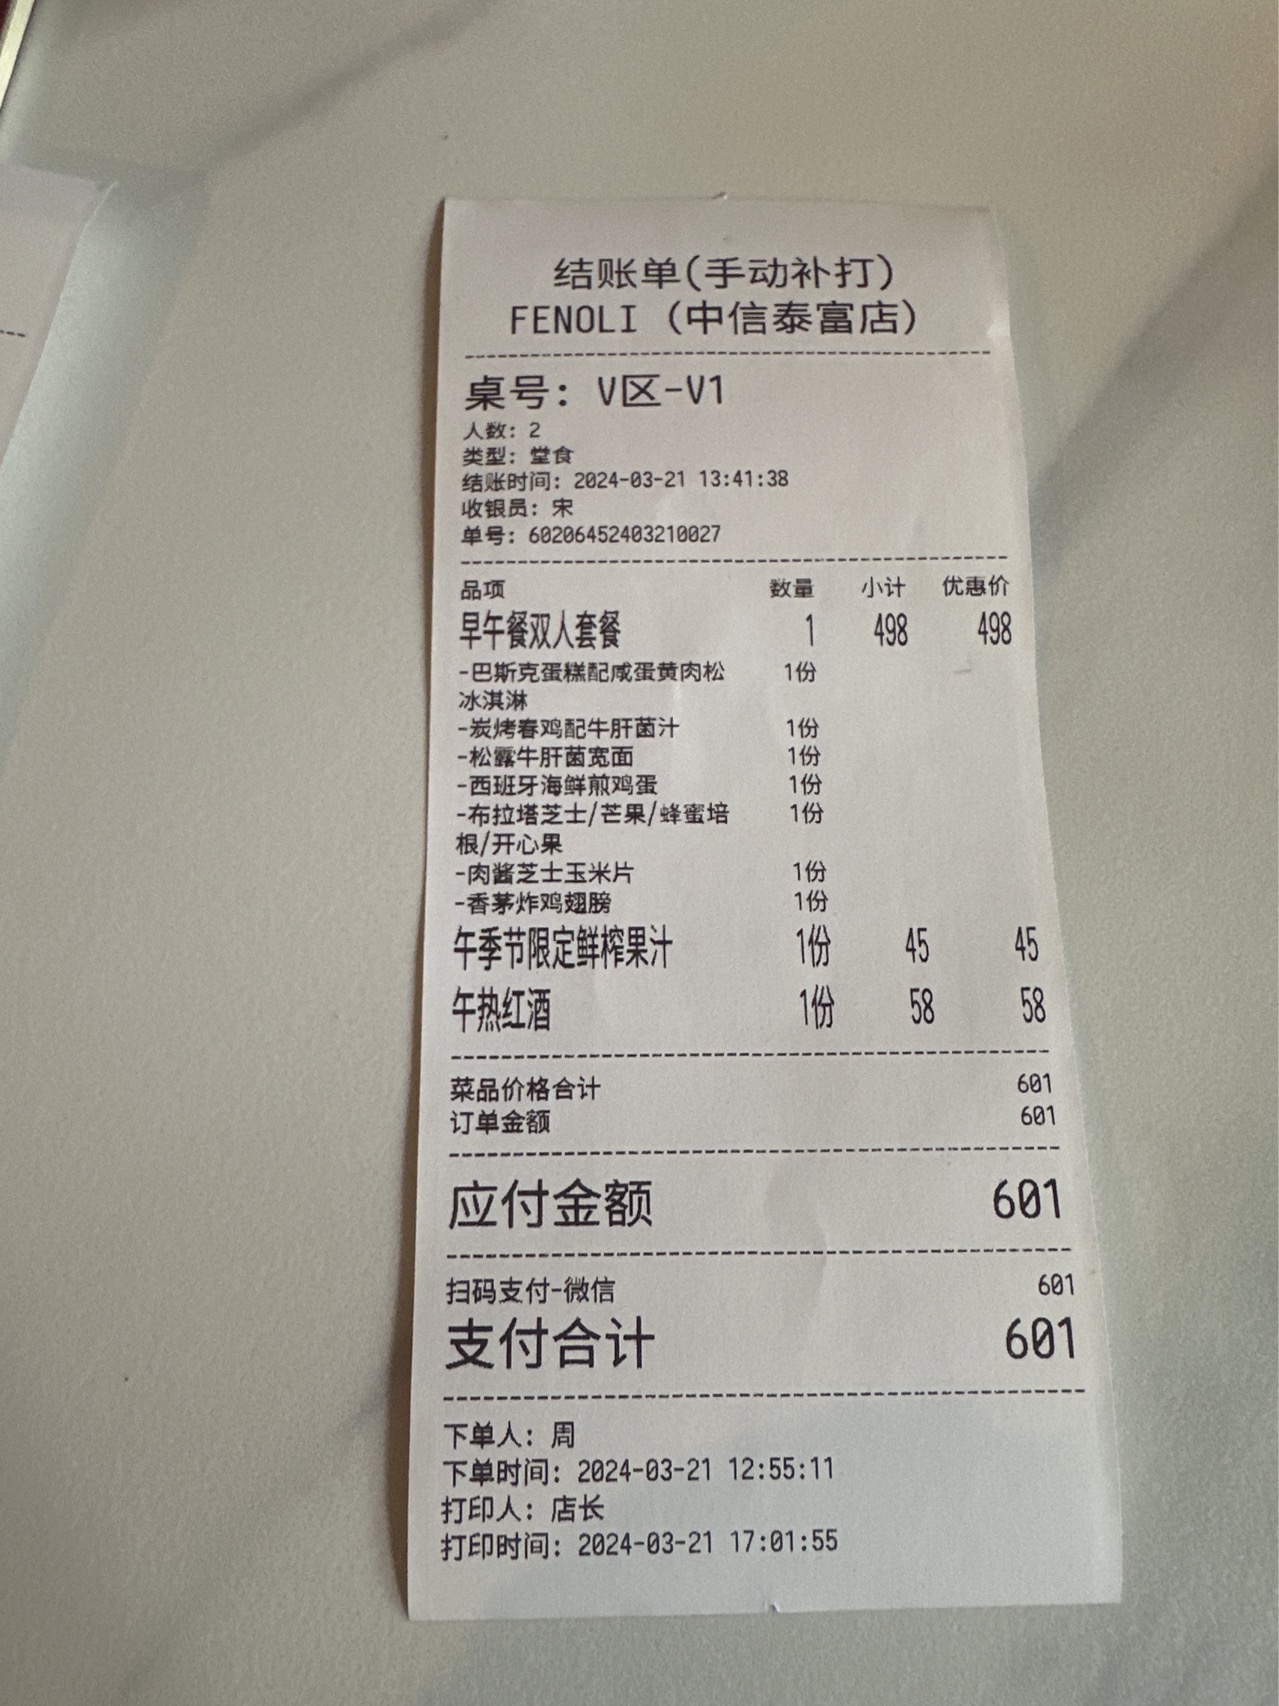 结账单(手动补打)
FENOLI (中信泰富店)
桌号: V区-V1
人数: 2
类型: 堂食
结账时间: 2024-03-21 13:41:38
收银员: 宋
单号: 60206452403210027
品项 数量 小计 优惠价
早午餐双人套餐 1 498 498
-巴斯克蛋糕配咸蛋黄肉松 1份
冰淇淋
-炭烤春鸡配牛肝菌汁 1份
-松露牛肝菌宽面 1份
-西班牙海鲜煎鸡蛋 1份
-布拉塔芝士/芒果/蜂蜜培 1份
根/开心果
-肉酱芝士玉米片 1份
-香茅炸鸡翅膀 1份
午季节限定鲜榨果汁 1份 45 45
午热红酒 1份 58 58
菜品价格合计 601
订单金额 601
应付金额 601
扫码支付-微信 601
支付合计 601
下单人: 周
下单时间: 2024-03-21 12:55:11
打印人: 店长
打印时间: 2024-03-21 17:01:55